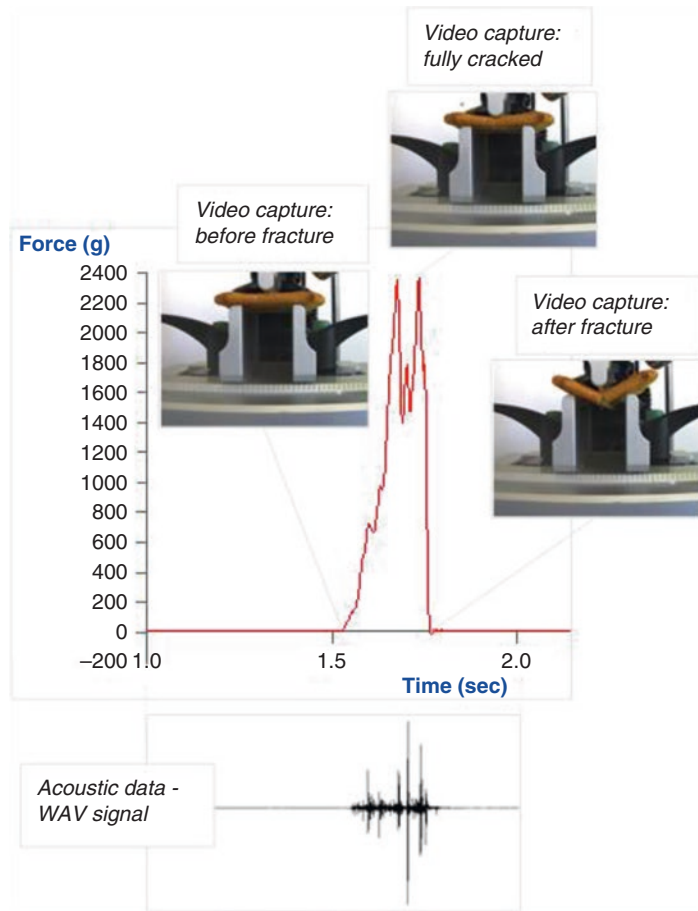 Video capture:
fully cracked
Video capture:
before fracture
Force (g)
Video capture:
after fracture
2400
2200
2000
1800
1600
1400
1200
1000
800
600
400
200
0
–200
1.0
1.5
2.0
Time (sec)
Acoustic data -
WAV signal